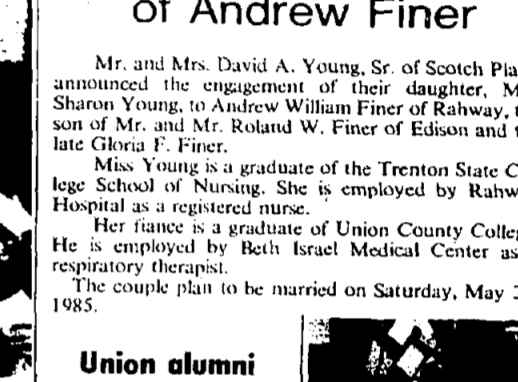 of Andrew Finer
Mr. and Mrs. David A. Young, Sr. of Scotch Pla
announced the engagement of their daughter, M
Sharon Young, to Andrew William Finer of Rahway, t
son of Mr. and Mr. Roland W. Finer of Edison and t
late Gloria F. Finer.
Miss Young is a graduate of the Trenton State C
lege School of Nursing. She is employed by Rahw
Hospital as a registered nurse.
Her fiance is a graduate of Union County Colleg
He is employed by Beth Israel Medical Center as
respiratory therapist.
The couple plan to be married on Saturday, May
1985.
Union alumni